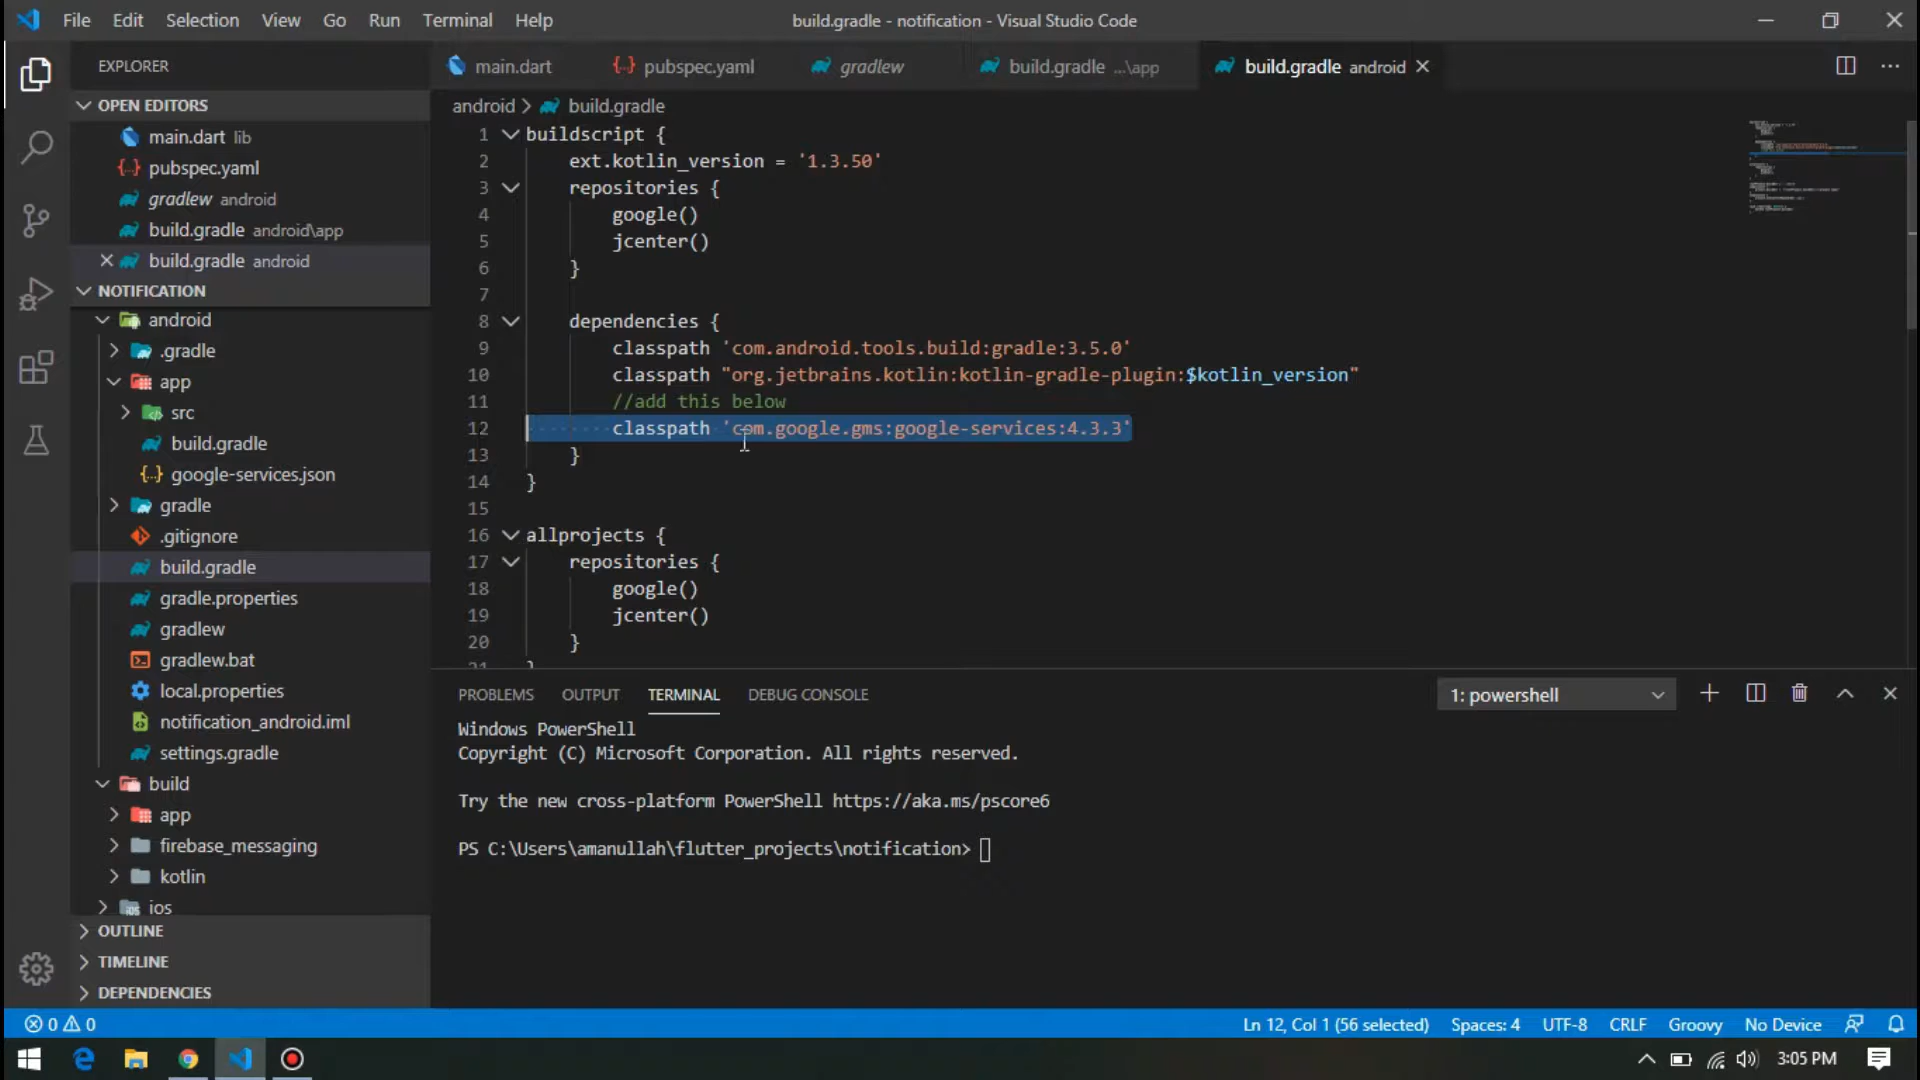 File Edit Selection View Go Run Terminal Help
build.gradle - notification - Visual Studio Code
EXPLORER
OPEN EDITORS
main.dart lib
pubspec.yaml
gradlew android
build.gradle android\app
build.gradle android
NOTIFICATION
android
.gradle
app
src
build.gradle
google-services.json
gradle
.gitignore
build.gradle
gradle.properties
gradlew
gradlew.bat
local.properties
notification_android.iml
settings.gradle
build
app
firebase_messaging
kotlin
ios
OUTLINE
TIMELINE
DEPENDENCIES
main.dart pubspec.yaml gradlew build.gradle ...\app build.gradle android
android > build.gradle
1 buildscript {
2 ext.kotlin_version = '1.3.50'
3 repositories {
4 google()
5 jcenter()
6 }
7
8 dependencies {
9 classpath 'com.android.tools.build:gradle:3.5.0'
10 classpath "org.jetbrains.kotlin:kotlin-gradle-plugin:$kotlin_version"
11 //add this below
12 classpath 'com.google.gms:google-services:4.3.3'
13 }
14 }
15
16 allprojects {
17 repositories {
18 google()
19 jcenter()
20 }
21 }
PROBLEMS OUTPUT TERMINAL DEBUG CONSOLE
1: powershell
Windows PowerShell
Copyright (C) Microsoft Corporation. All rights reserved.
Try the new cross-platform PowerShell https://aka.ms/pscore6
PS C:\Users\amanullah\flutter_projects\notification>
0 0
Ln 12, Col 1 (56 selected) Spaces: 4 UTF-8 CRLF Groovy No Device
3:05 PM